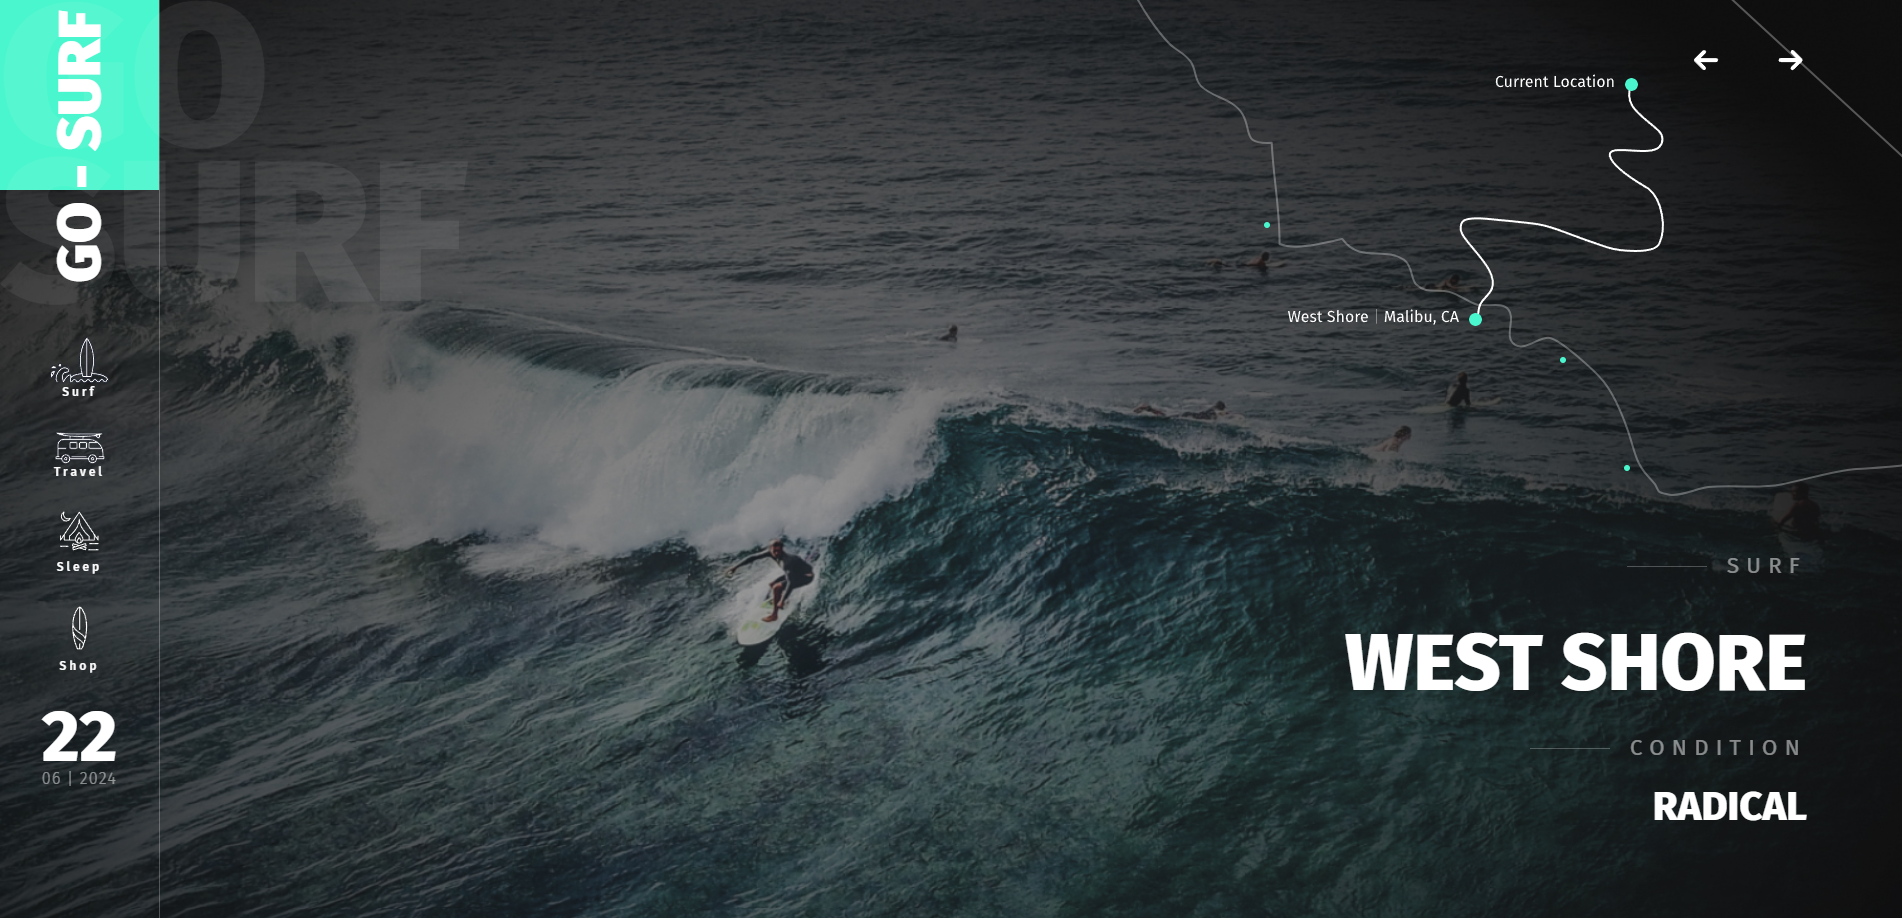 GO
SURF
GO - SURF
Surf
Travel
Sleep
Shop
22
06 | 2024
Current Location
West Shore | Malibu, CA
SURF
WEST SHORE
CONDITION
RADICAL